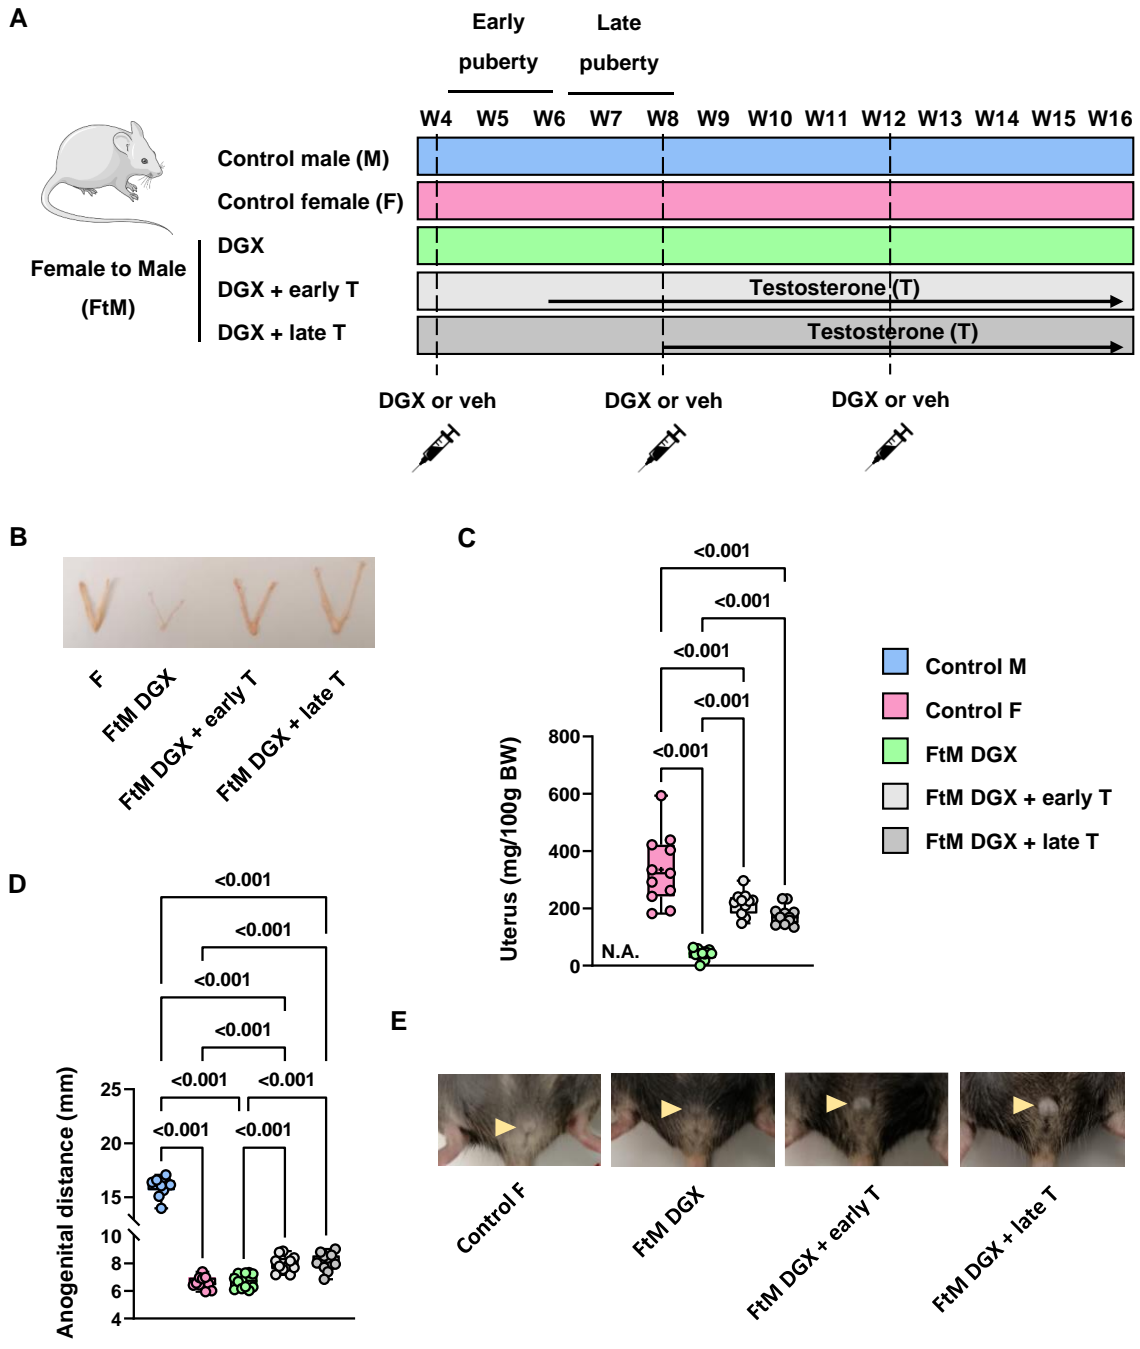 A
Early
puberty
Late
puberty
W4 W5 W6 W7 W8 W9 W10 W11 W12 W13 W14 W15 W16
Control male (M)
Control female (F)
DGX
DGX + early T
DGX + late T
Female to Male
(FtM)
Testosterone (T)
Testosterone (T)
DGX or veh
DGX or veh
DGX or veh
B
F
FtM DGX
FtM DGX + early T
FtM DGX + late T
C
<0.001
<0.001
<0.001
<0.001
<0.001
Uterus (mg/100g BW)
800
600
400
200
0
N.A.
Control M
Control F
FtM DGX
FtM DGX + early T
FtM DGX + late T
D
<0.001
<0.001
<0.001
<0.001
<0.001 <0.001
<0.001 <0.001
Anogenital distance (mm)
25
20
15
10
8
6
4
E
Control F
FtM DGX
FtM DGX + early T
FtM DGX + late T